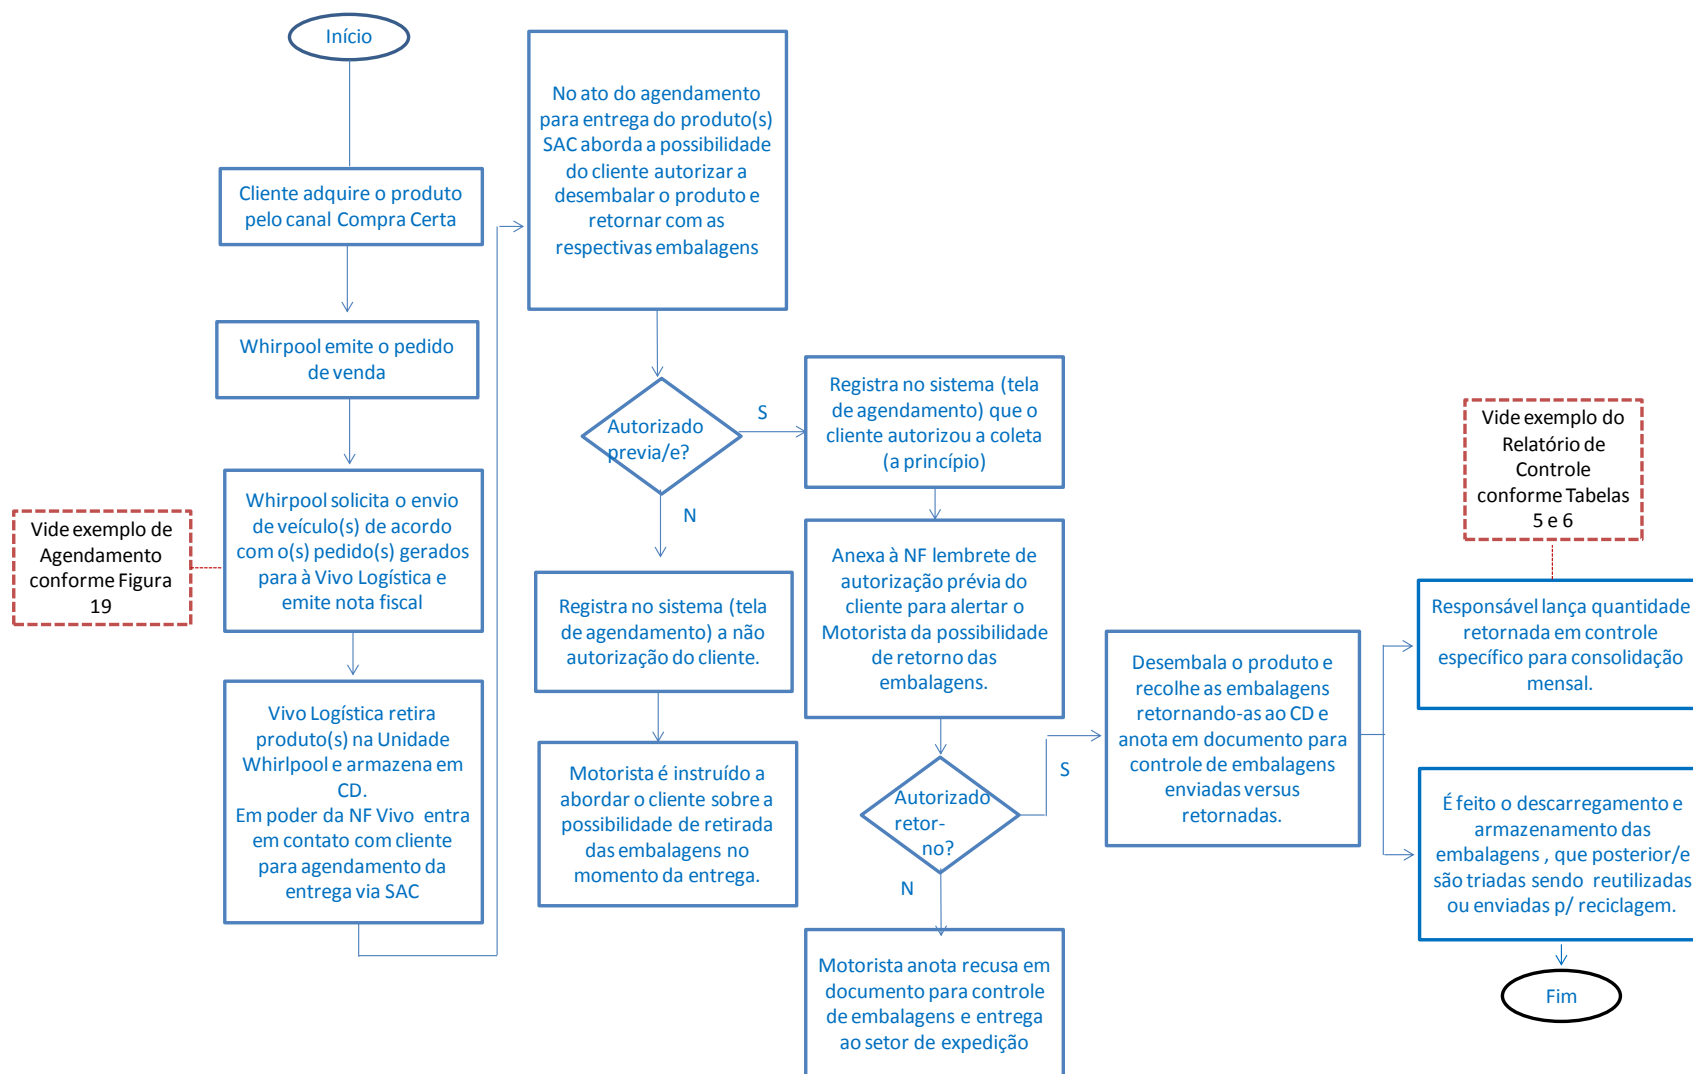 Início
Cliente adquire o produto
pelo canal Compra Certa
Whirpool emite o pedido
de venda
Whirpool solicita o envio
de veículo(s) de acordo
com o(s) pedido(s) gerados
para à Vivo Logística e
emite nota fiscal
Vide exemplo de
Agendamento
conforme Figura
19
Vivo Logística retira
produto(s) na Unidade
Whirlpool e armazena em
CD.
Em poder da NF Vivo entra
em contato com cliente
para agendamento da
entrega via SAC
No ato do agendamento
para entrega do produto(s)
SAC aborda a possibilidade
do cliente autorizar a
desembalar o produto e
retornar com as
respectivas embalagens
Autorizado
previa/e?
S
N
Registra no sistema (tela
de agendamento) a não
autorização do cliente.
Motorista é instruído a
abordar o cliente sobre a
possibilidade de retirada
das embalagens no
momento da entrega.
Registra no sistema (tela
de agendamento) que o
cliente autorizou a coleta
(a princípio)
Anexa à NF lembrete de
autorização prévia do
cliente para alertar o
Motorista da possibilidade
de retorno das
embalagens.
Autorizado
retor-
no?
S
N
Motorista anota recusa em
documento para controle
de embalagens e entrega
ao setor de expedição
Desembala o produto e
recolhe as embalagens
retornando-as ao CD e
anota em documento para
controle de embalagens
enviadas versus
retornadas.
Vide exemplo do
Relatório de
Controle
conforme Tabelas
5 e 6
Responsável lança quantidade
retornada em controle
específico para consolidação
mensal.
É feito o descarregamento e
armazenamento das
embalagens , que posterior/e
são triadas sendo reutilizadas
ou enviadas p/ reciclagem.
Fim